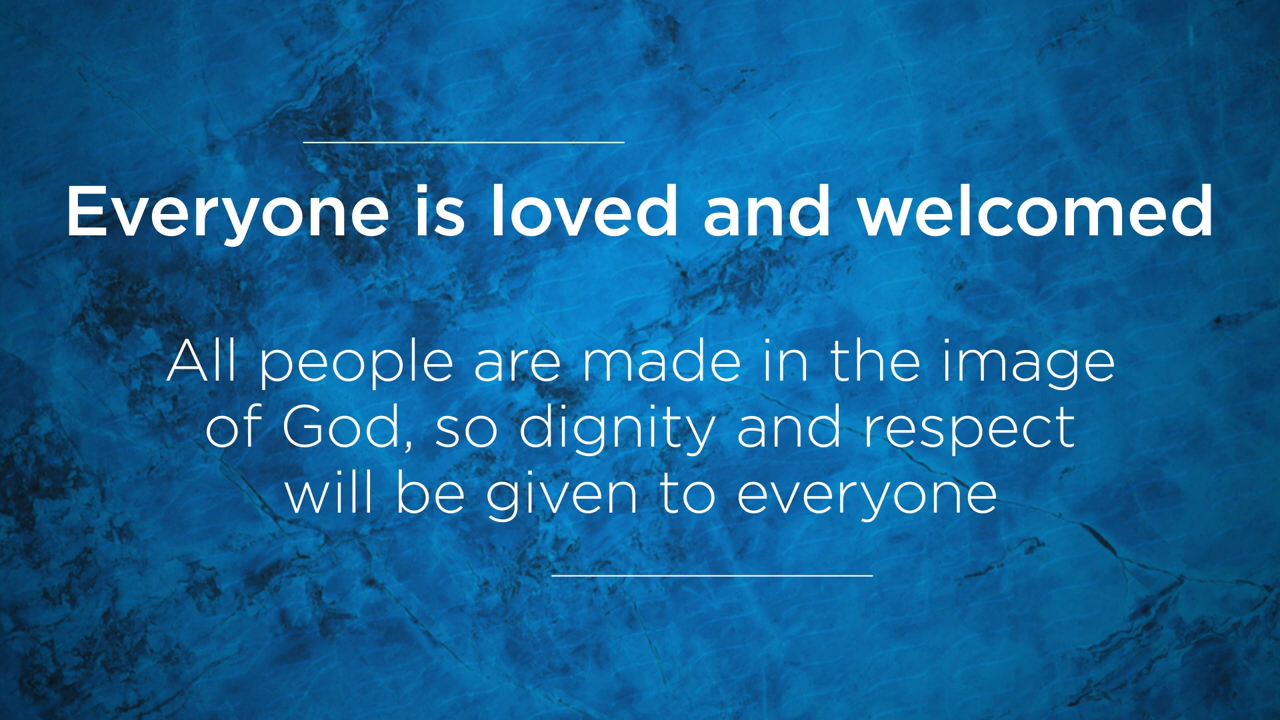 Everyone is loved and welcomed
All people are made in the image
of God, so dignity and respect
will be given to everyone